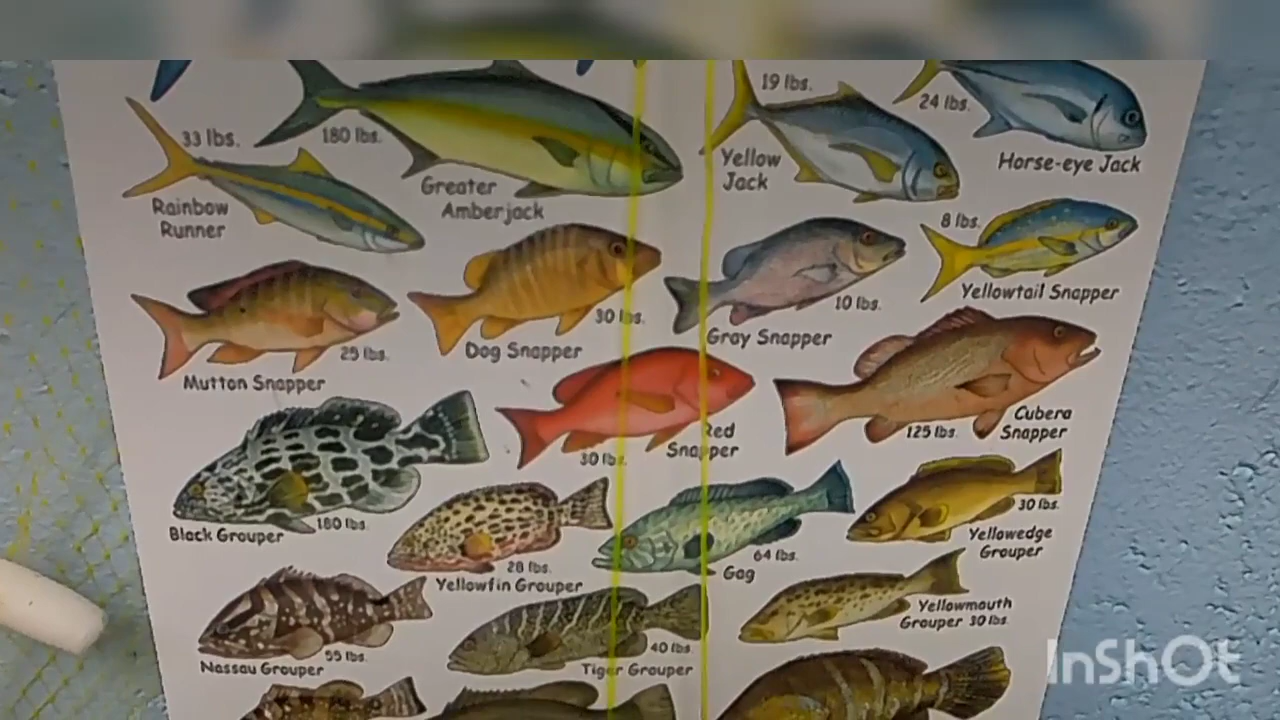 19 lbs.
24 lbs.
33 lbs.
180 lbs.
Yellow
Jack
Horse-eye Jack
Greater
Amberjack
Rainbow
Runner
8 lbs.
Yellowtail Snapper
10 lbs.
30 lbs.
Gray Snapper
25 lbs.
Dog Snapper
Mutton Snapper
Cubera
Snapper
125 lbs.
Red
Snapper
30 lbs.
180 lbs.
Black Grouper
30 lbs.
Yellowedge
Grouper
64 lbs.
Gag
28 lbs.
Yellowfin Grouper
Yellowmouth
Grouper 30 lbs.
55 lbs.
Nassau Grouper
40 lbs.
Tiger Grouper
InShOt